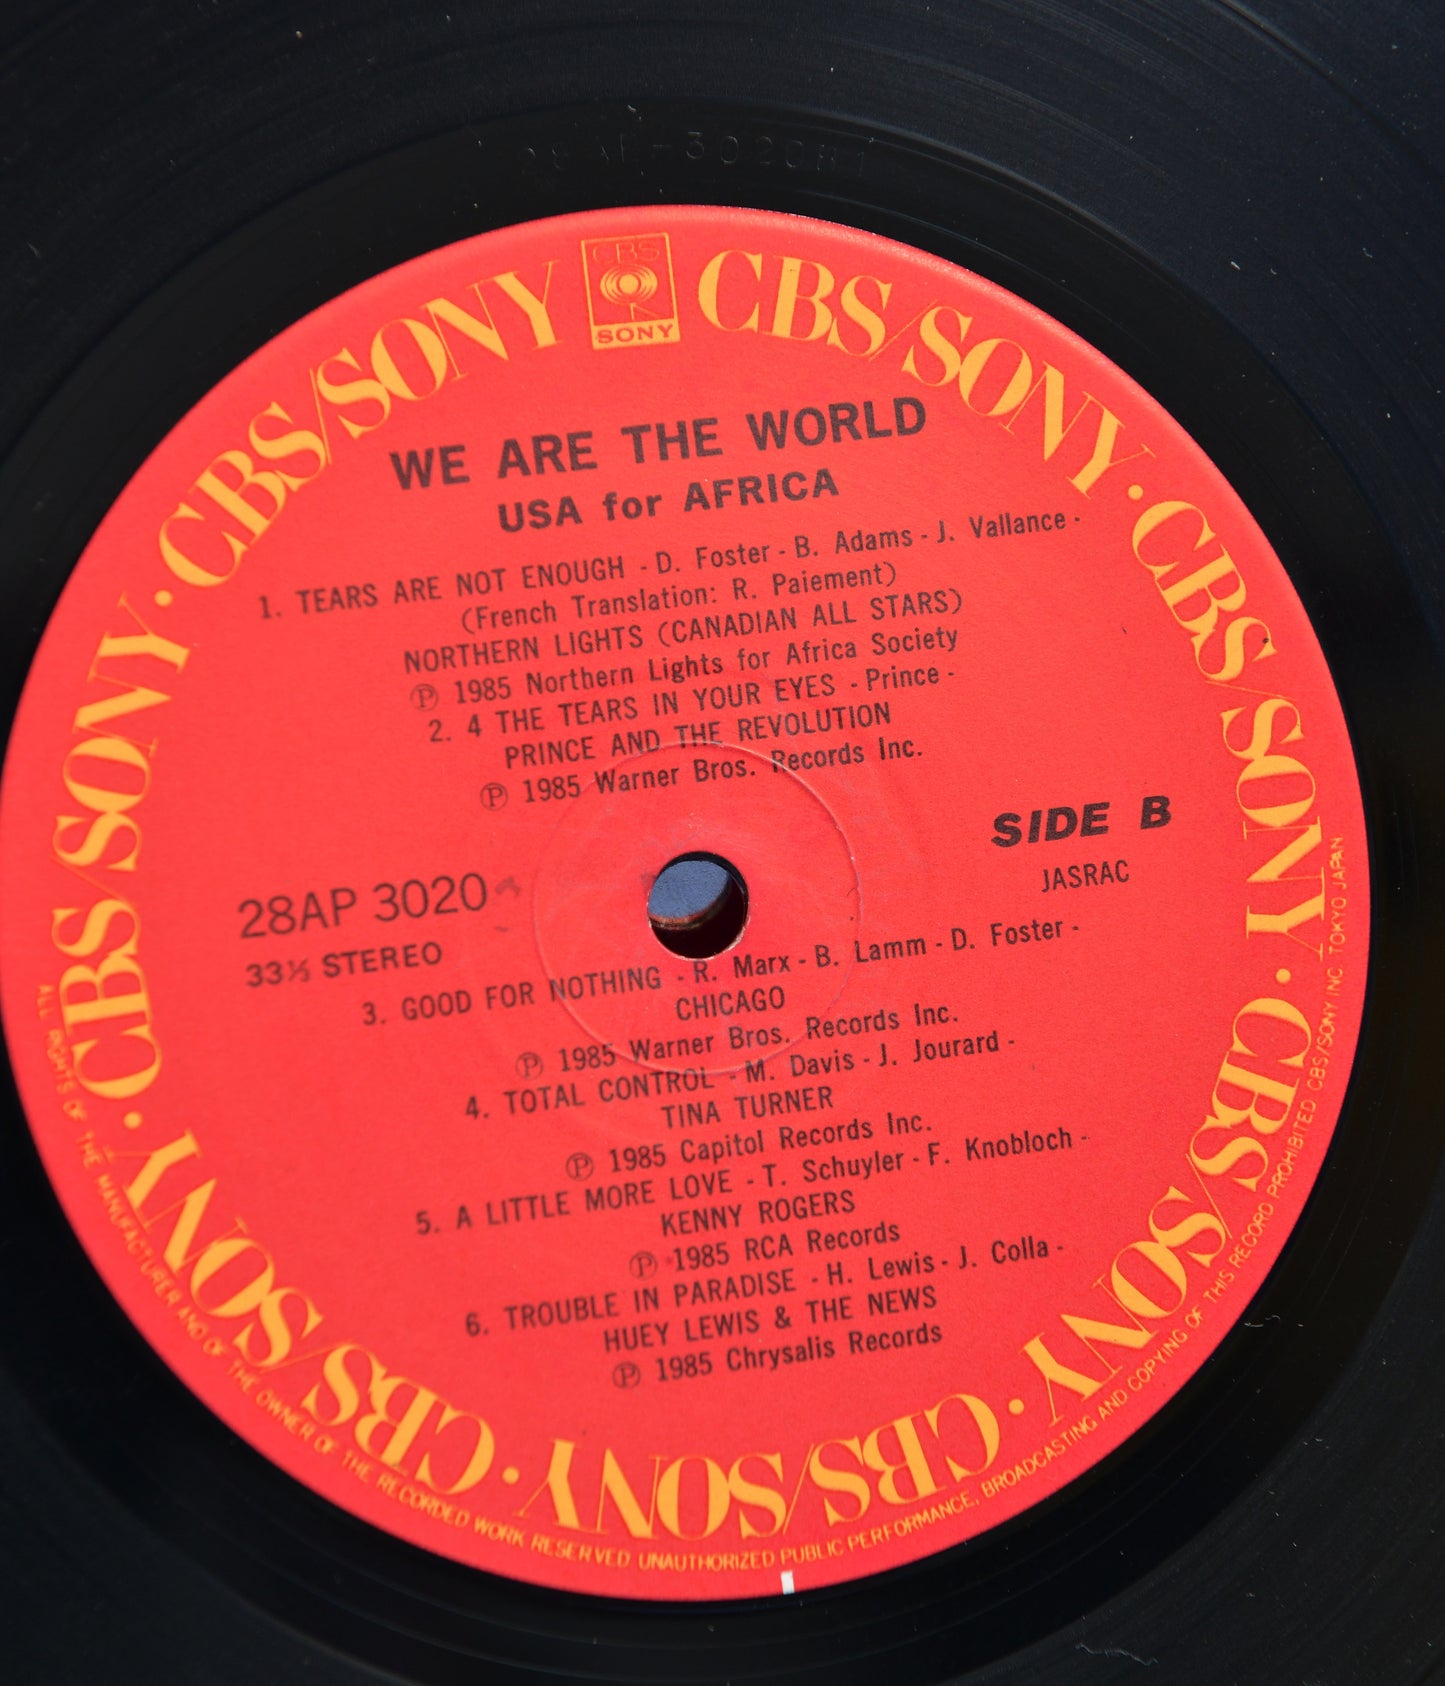 28AP-3020B1
CBS
SONY
CBS/SONY · CBS/SONY · CBS/SONY · CBS/SONY · CBS/SONY · CBS/SONY · CBS/SONY
WE ARE THE WORLD
USA for AFRICA
1. TEARS ARE NOT ENOUGH - D. Foster - B. Adams - J. Vallance -
(French Translation: R. Paiement)
NORTHERN LIGHTS (CANADIAN ALL STARS)
Ⓟ 1985 Northern Lights for Africa Society
2. 4 THE TEARS IN YOUR EYES - Prince -
PRINCE AND THE REVOLUTION
Ⓟ 1985 Warner Bros. Records Inc.
SIDE B
JASRAC
28AP 3020
33⅓ STEREO
3. GOOD FOR NOTHING - R. Marx - B. Lamm - D. Foster -
CHICAGO
Ⓟ 1985 Warner Bros. Records Inc.
4. TOTAL CONTROL - M. Davis - J. Jourard -
TINA TURNER
Ⓟ 1985 Capitol Records Inc.
5. A LITTLE MORE LOVE - T. Schuyler - F. Knobloch -
KENNY ROGERS
Ⓟ 1985 RCA Records
6. TROUBLE IN PARADISE - H. Lewis - J. Colla -
HUEY LEWIS & THE NEWS
Ⓟ 1985 Chrysalis Records
ALL RIGHTS OF THE MANUFACTURER AND OF THE OWNER OF THE RECORDED WORK RESERVED UNAUTHORIZED PUBLIC PERFORMANCE, BROADCASTING AND COPYING OF THIS RECORD PROHIBITED CBS/SONY INC. TOKYO JAPAN